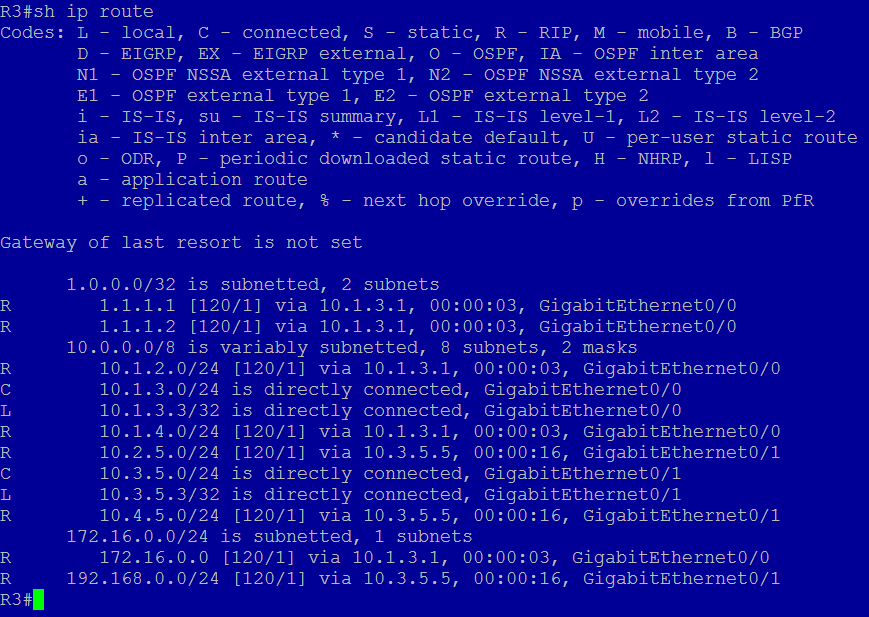 R3#sh ip route
Codes: L - local, C - connected, S - static, R - RIP, M - mobile, B - BGP
       D - EIGRP, EX - EIGRP external, O - OSPF, IA - OSPF inter area
       N1 - OSPF NSSA external type 1, N2 - OSPF NSSA external type 2
       E1 - OSPF external type 1, E2 - OSPF external type 2
       i - IS-IS, su - IS-IS summary, L1 - IS-IS level-1, L2 - IS-IS level-2
       ia - IS-IS inter area, * - candidate default, U - per-user static route
       o - ODR, P - periodic downloaded static route, H - NHRP, l - LISP
       a - application route
       + - replicated route, % - next hop override, p - overrides from PfR
Gateway of last resort is not set
      1.0.0.0/32 is subnetted, 2 subnets
R        1.1.1.1 [120/1] via 10.1.3.1, 00:00:03, GigabitEthernet0/0
R        1.1.1.2 [120/1] via 10.1.3.1, 00:00:03, GigabitEthernet0/0
      10.0.0.0/8 is variably subnetted, 8 subnets, 2 masks
R        10.1.2.0/24 [120/1] via 10.1.3.1, 00:00:03, GigabitEthernet0/0
C        10.1.3.0/24 is directly connected, GigabitEthernet0/0
L        10.1.3.3/32 is directly connected, GigabitEthernet0/0
R        10.1.4.0/24 [120/1] via 10.1.3.1, 00:00:03, GigabitEthernet0/0
R        10.2.5.0/24 [120/1] via 10.3.5.5, 00:00:16, GigabitEthernet0/1
C        10.3.5.0/24 is directly connected, GigabitEthernet0/1
L        10.3.5.3/32 is directly connected, GigabitEthernet0/1
R        10.4.5.0/24 [120/1] via 10.3.5.5, 00:00:16, GigabitEthernet0/1
      172.16.0.0/24 is subnetted, 1 subnets
R        172.16.0.0 [120/1] via 10.1.3.1, 00:00:03, GigabitEthernet0/0
R     192.168.0.0/24 [120/1] via 10.3.5.5, 00:00:16, GigabitEthernet0/1
R3#